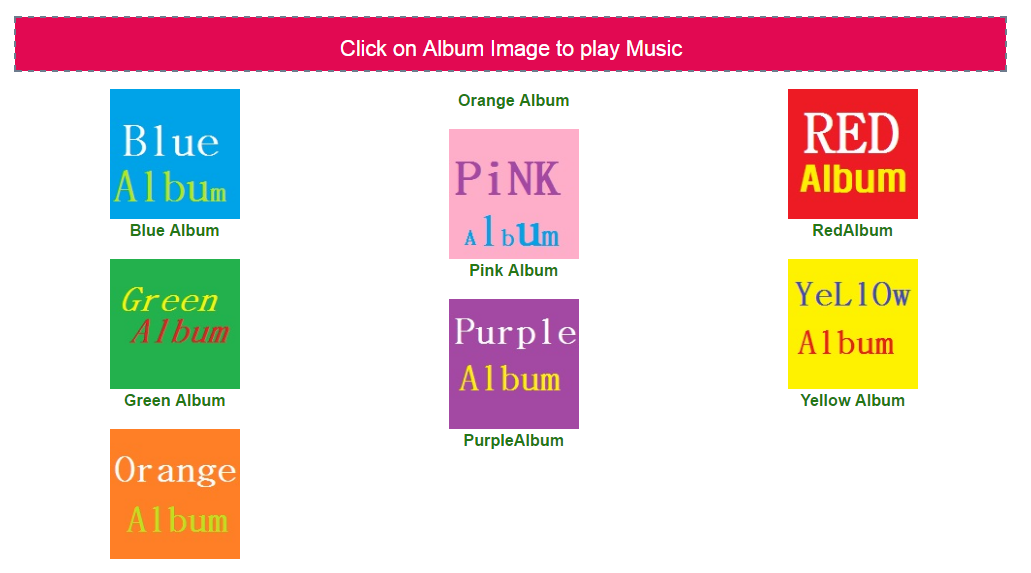 Click on Album Image to play Music
Blue
Album
Blue Album
Green
Album
Green Album
Orange
Album
Orange Album
PiNK
Album
Pink Album
Purple
Album
PurpleAlbum
RED
Album
RedAlbum
YeLlOw
Album
Yellow Album